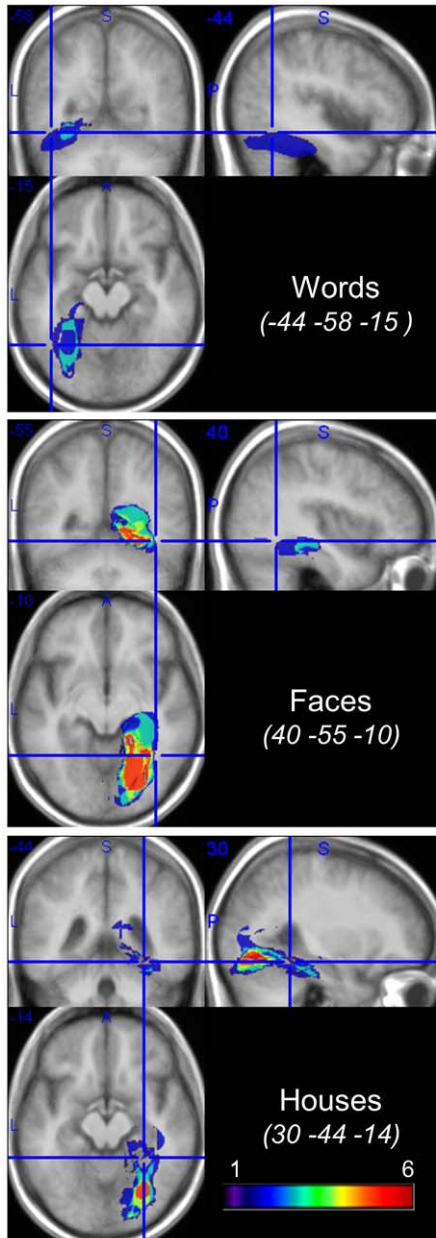 -58 S -44 S
L P
-15 A
L
Words
(-44 -58 -15 )
-55 S 40 S
L P
-10 A
L
Faces
(40 -55 -10)
-44 S 30 S
L P
-14 A
L
Houses
(30 -44 -14)
1 6